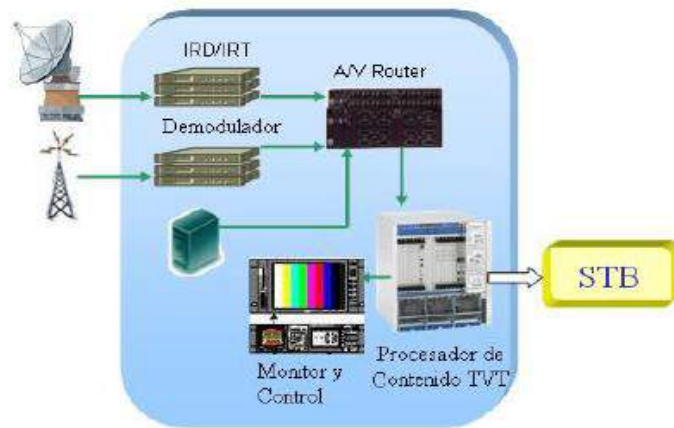 IRD/IRT
A/V Router
Demodulador
STB
Monitor y
Control
Procesador de
Contenido TVT